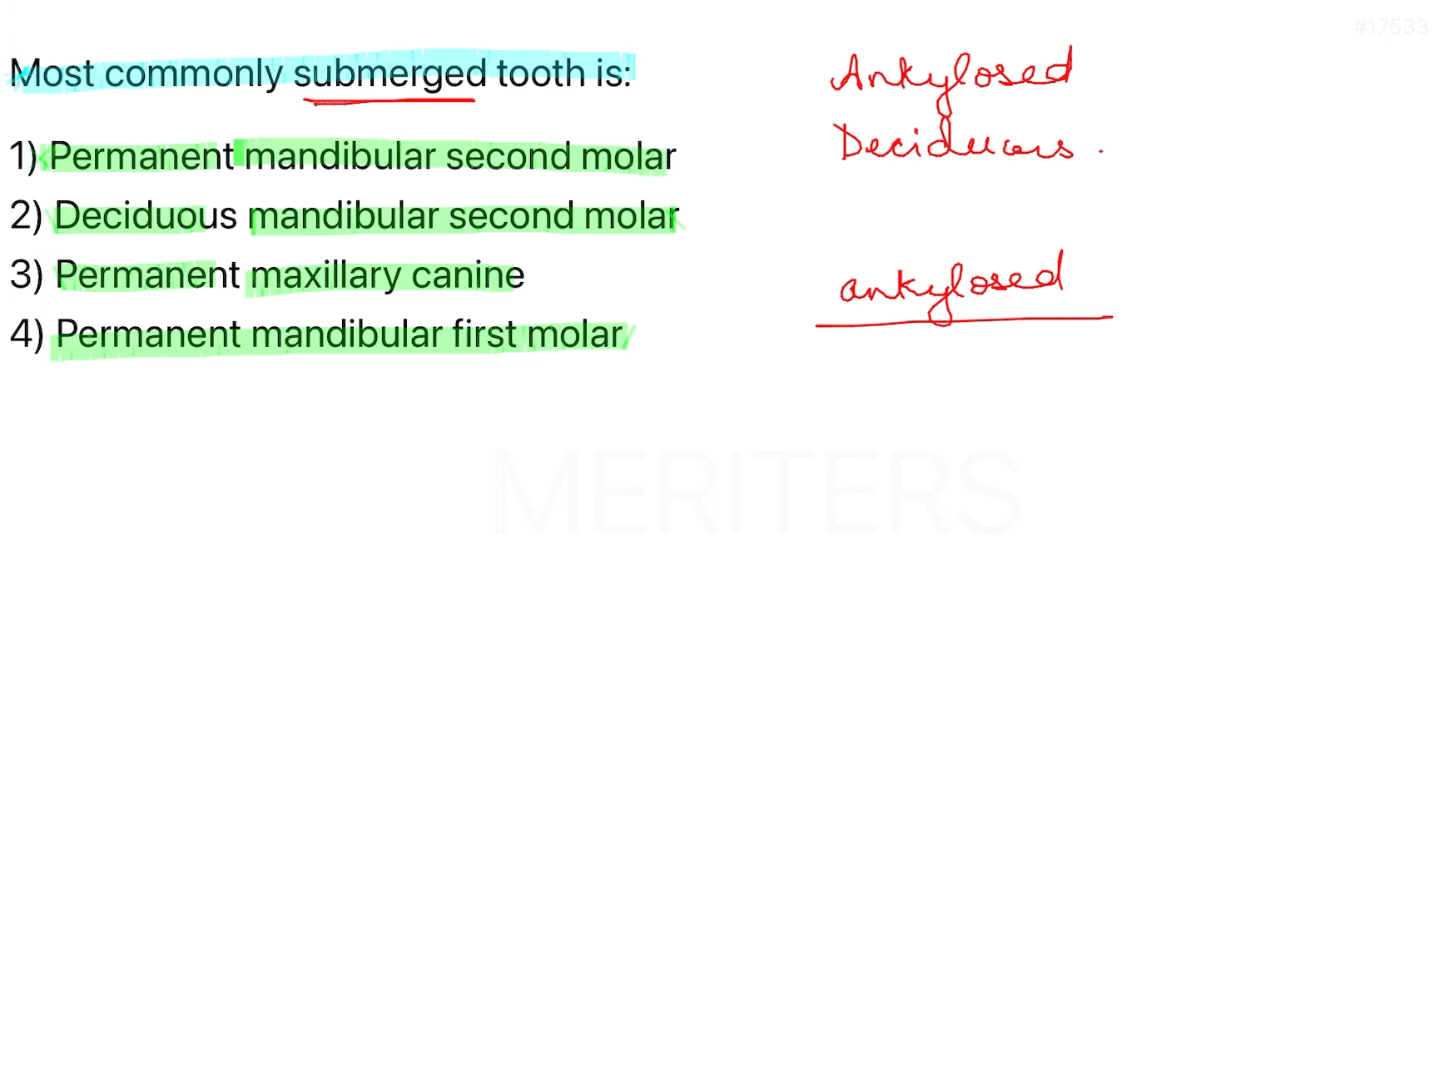 #17533
Most commonly submerged tooth is:
1) Permanent mandibular second molar
2) Deciduous mandibular second molar
3) Permanent maxillary canine
4) Permanent mandibular first molar
Ankylosed
Deciduous.
ankylosed
MERITERS